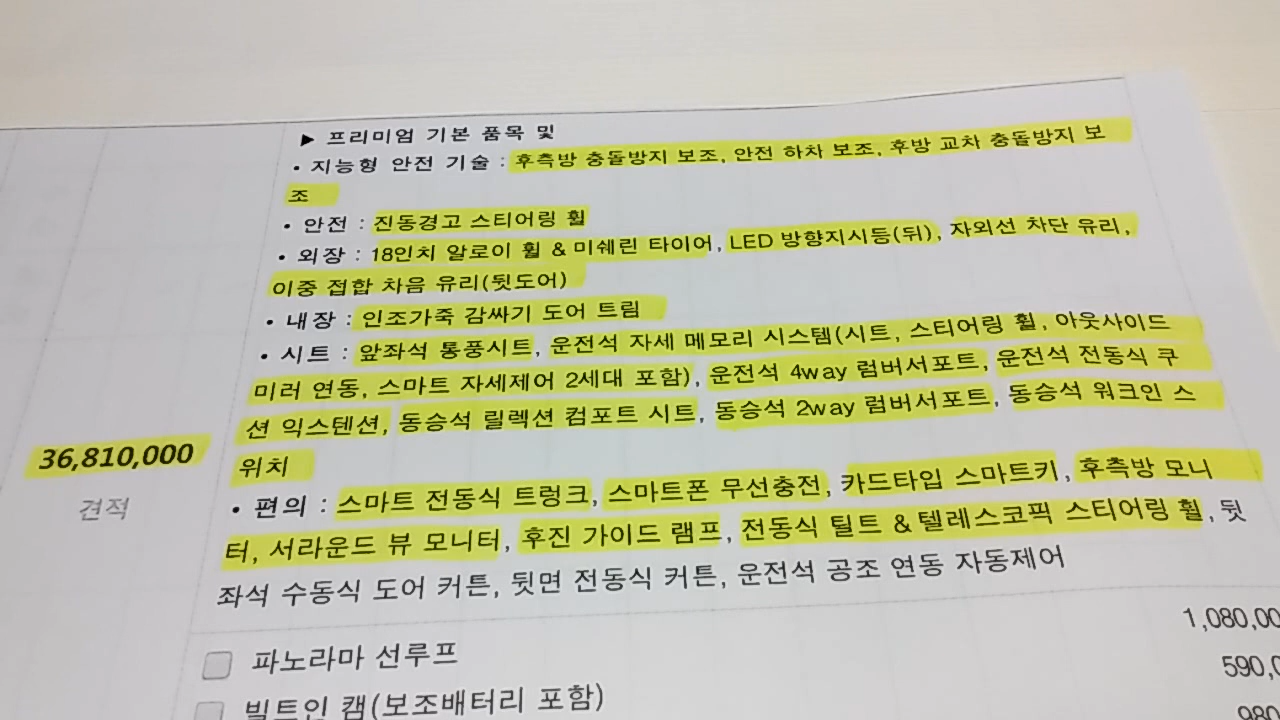 ▶ 프리미엄 기본 품목 및
• 지능형 안전 기술 : 후측방 충돌방지 보조, 안전 하차 보조, 후방 교차 충돌방지 보
조
• 안전 : 진동경고 스티어링 휠
• 외장 : 18인치 알로이 휠 & 미쉐린 타이어, LED 방향지시등(뒤), 자외선 차단 유리,
이중 접합 차음 유리(뒷도어)
• 내장 : 인조가죽 감싸기 도어 트림
• 시트 : 앞좌석 통풍시트, 운전석 자세 메모리 시스템(시트, 스티어링 휠, 아웃사이드
미러 연동, 스마트 자세제어 2세대 포함), 운전석 4way 럼버서포트, 운전석 전동식 쿠
션 익스텐션, 동승석 릴렉션 컴포트 시트, 동승석 2way 럼버서포트, 동승석 워크인 스
위치
36,810,000
견적
• 편의 : 스마트 전동식 트렁크, 스마트폰 무선충전, 카드타입 스마트키, 후측방 모니
터, 서라운드 뷰 모니터, 후진 가이드 램프, 전동식 틸트 & 텔레스코픽 스티어링 휠, 뒷
좌석 수동식 도어 커튼, 뒷면 전동식 커튼, 운전석 공조 연동 자동제어
파노라마 선루프 1,080,00
빌트인 캠(보조배터리 포함) 590,0
980